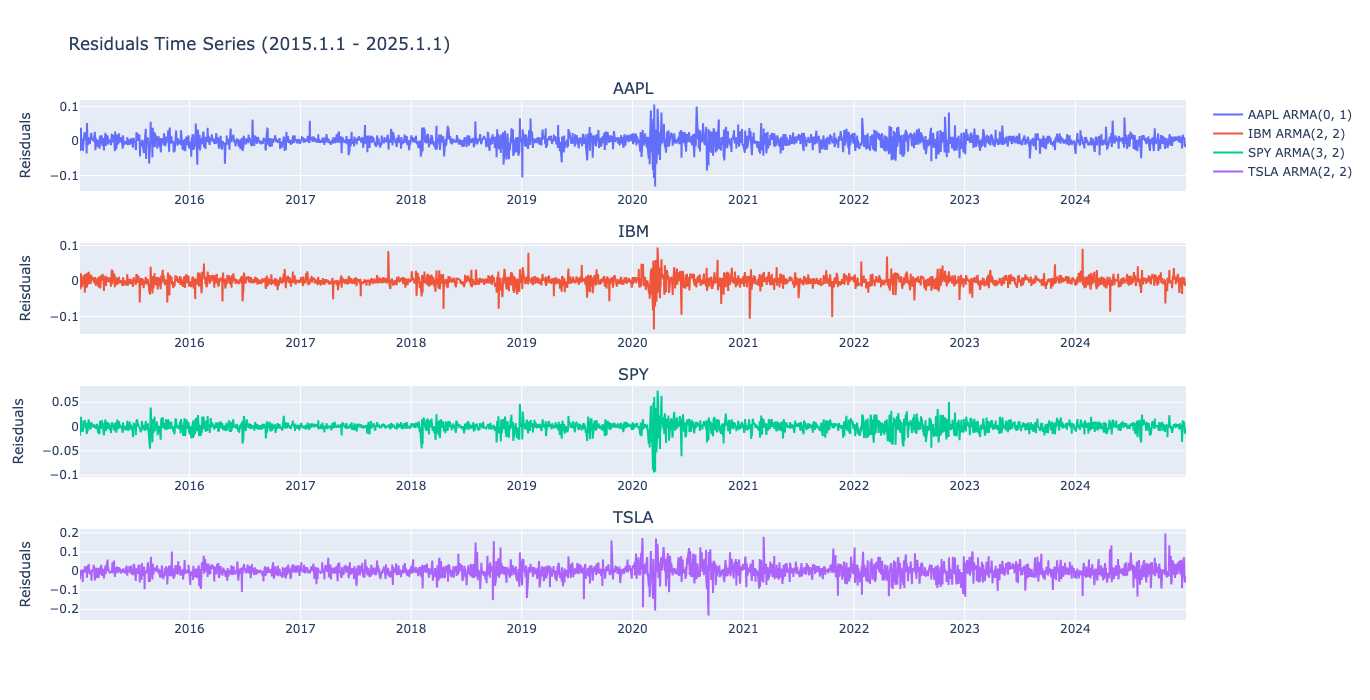 Residuals Time Series (2015.1.1 - 2025.1.1)
AAPL
AAPL ARMA(0, 1)
IBM ARMA(2, 2)
SPY ARMA(3, 2)
TSLA ARMA(2, 2)
Reisduals
0.1
0
−0.1
2016 2017 2018 2019 2020 2021 2022 2023 2024
IBM
Reisduals
0.1
0
−0.1
2016 2017 2018 2019 2020 2021 2022 2023 2024
SPY
Reisduals
0.05
0
−0.05
−0.1
2016 2017 2018 2019 2020 2021 2022 2023 2024
TSLA
Reisduals
0.2
0.1
0
−0.1
−0.2
2016 2017 2018 2019 2020 2021 2022 2023 2024